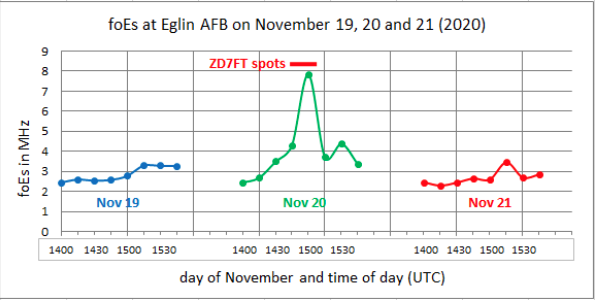 foEs at Eglin AFB on November 19, 20 and 21 (2020)
ZD7FT spots
foEs in MHz
9
8
7
6
5
4
3
2
1
0
Nov 19
Nov 20
Nov 21
1400 1430 1500 1530 1400 1430 1500 1530 1400 1430 1500 1530
day of November and time of day (UTC)